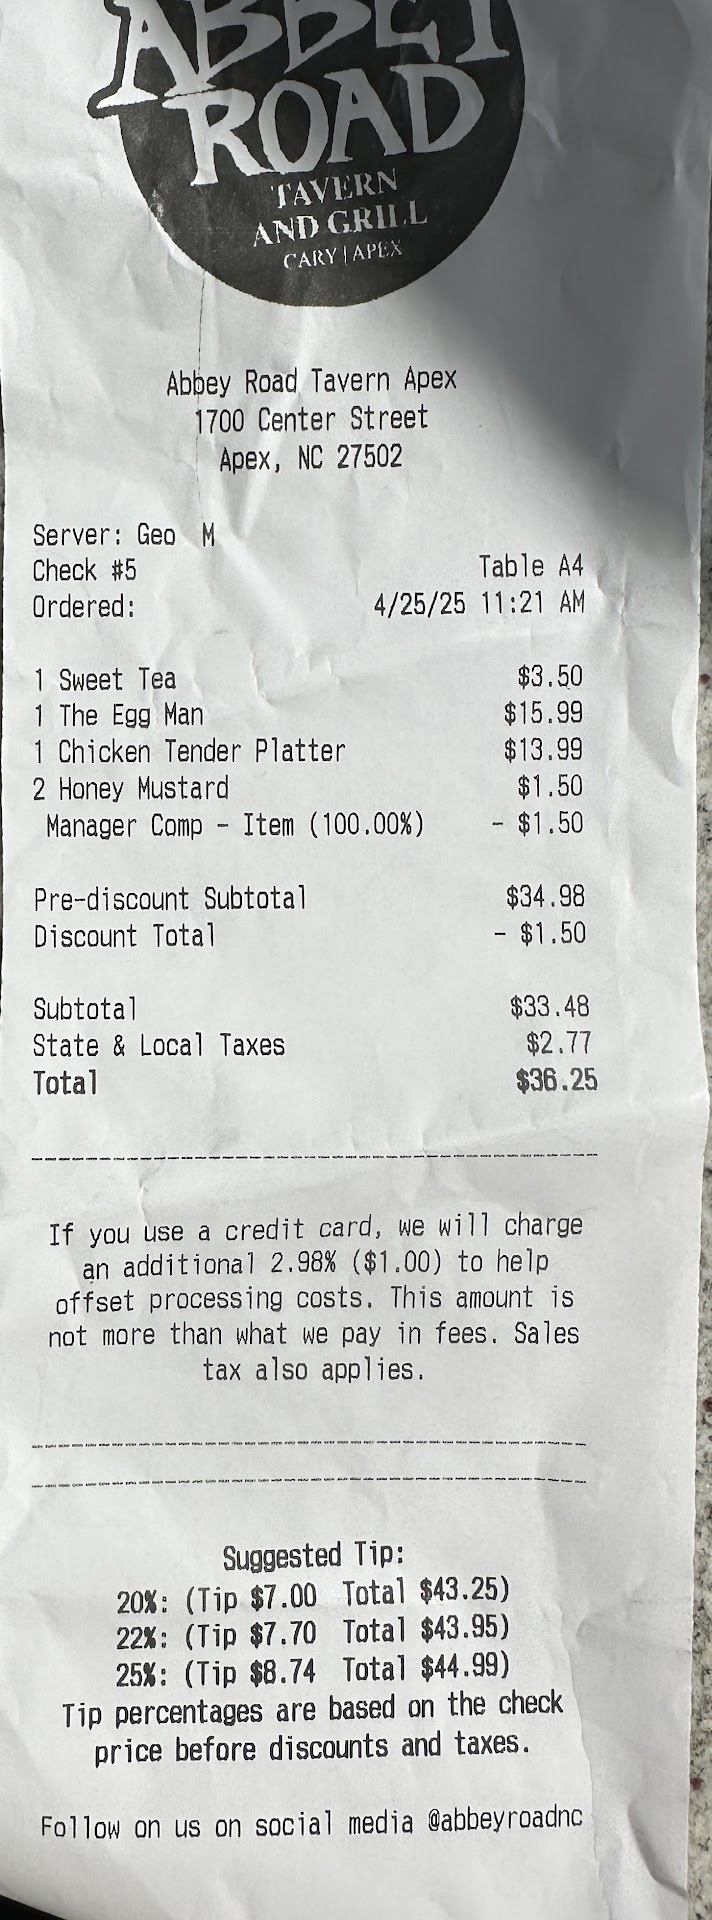 ABBEY
ROAD
TAVERN
AND GRILL
CARY | APEX
Abbey Road Tavern Apex
1700 Center Street
Apex, NC 27502
Server: Geo M
Check #5 Table A4
Ordered: 4/25/25 11:21 AM
1 Sweet Tea $3.50
1 The Egg Man $15.99
1 Chicken Tender Platter $13.99
2 Honey Mustard $1.50
Manager Comp - Item (100.00%) - $1.50
Pre-discount Subtotal $34.98
Discount Total - $1.50
Subtotal $33.48
State & Local Taxes $2.77
Total $36.25
If you use a credit card, we will charge
an additional 2.98% ($1.00) to help
offset processing costs. This amount is
not more than what we pay in fees. Sales
tax also applies.
Suggested Tip:
20%: (Tip $7.00 Total $43.25)
22%: (Tip $7.70 Total $43.95)
25%: (Tip $8.74 Total $44.99)
Tip percentages are based on the check
price before discounts and taxes.
Follow on us on social media @abbeyroadnc